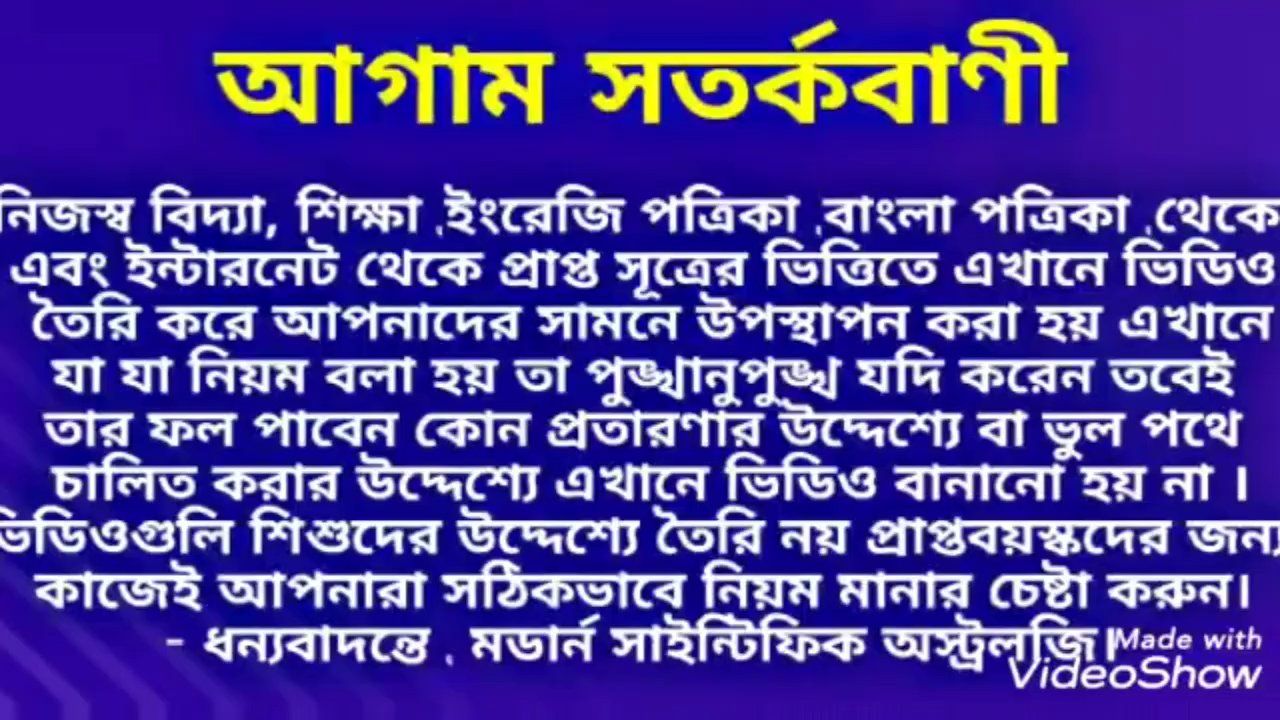 আগাম সতর্কবাণী
নিজস্ব বিদ্যা, শিক্ষা ,ইংরেজি পত্রিকা ,বাংলা পত্রিকা ,থেকে
এবং ইন্টারনেট থেকে প্রাপ্ত সূত্রের ভিত্তিতে এখানে ভিডিও
তৈরি করে আপনাদের সামনে উপস্থাপন করা হয় এখানে
যা যা নিয়ম বলা হয় তা পুঙ্খানুপুঙ্খ যদি করেন তবেই
তার ফল পাবেন কোন প্রতারণার উদ্দেশ্যে বা ভুল পথে
চালিত করার উদ্দেশ্যে এখানে ভিডিও বানানো হয় না ।
ভিডিওগুলি শিশুদের উদ্দেশ্যে তৈরি নয় প্রাপ্তবয়স্কদের জন্য
কাজেই আপনারা সঠিকভাবে নিয়ম মানার চেষ্টা করুন।
- ধন্যবাদন্তে , মডার্ন সাইন্টিফিক অস্ট্রলজি।
Made with
VideoShow